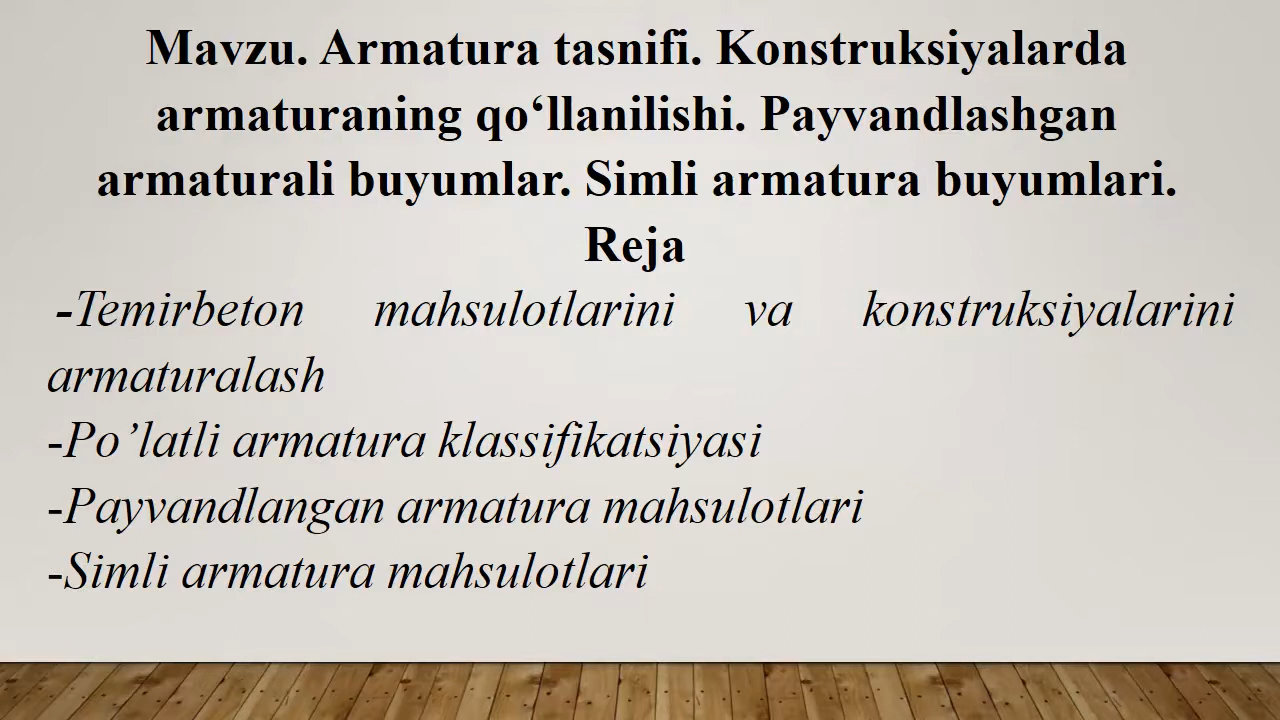 Mavzu. Armatura tasnifi. Konstruksiyalarda
armaturaning qo‘llanilishi. Payvandlashgan
armaturali buyumlar. Simli armatura buyumlari.
Reja
-Temirbeton mahsulotlarini va konstruksiyalarini
armaturalash
-Po’latli armatura klassifikatsiyasi
-Payvandlangan armatura mahsulotlari
-Simli armatura mahsulotlari